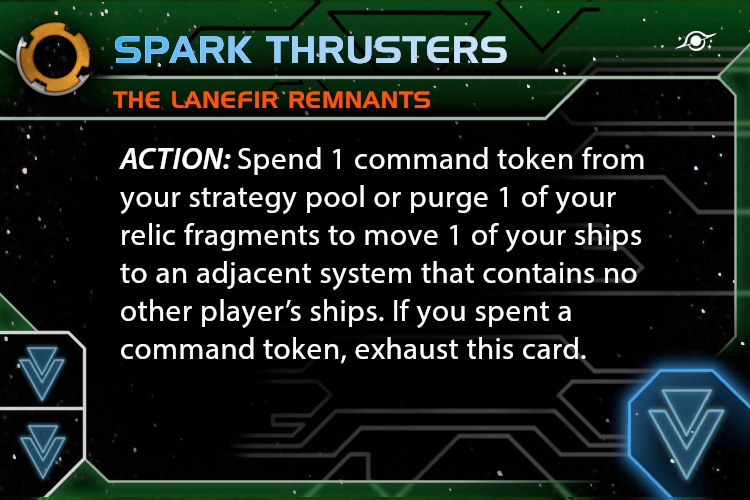 SPARK THRUSTERS
THE LANEFIR REMNANTS
ACTION: Spend 1 command token from
your strategy pool or purge 1 of your
relic fragments to move 1 of your ships
to an adjacent system that contains no
other player’s ships. If you spent a
command token, exhaust this card.